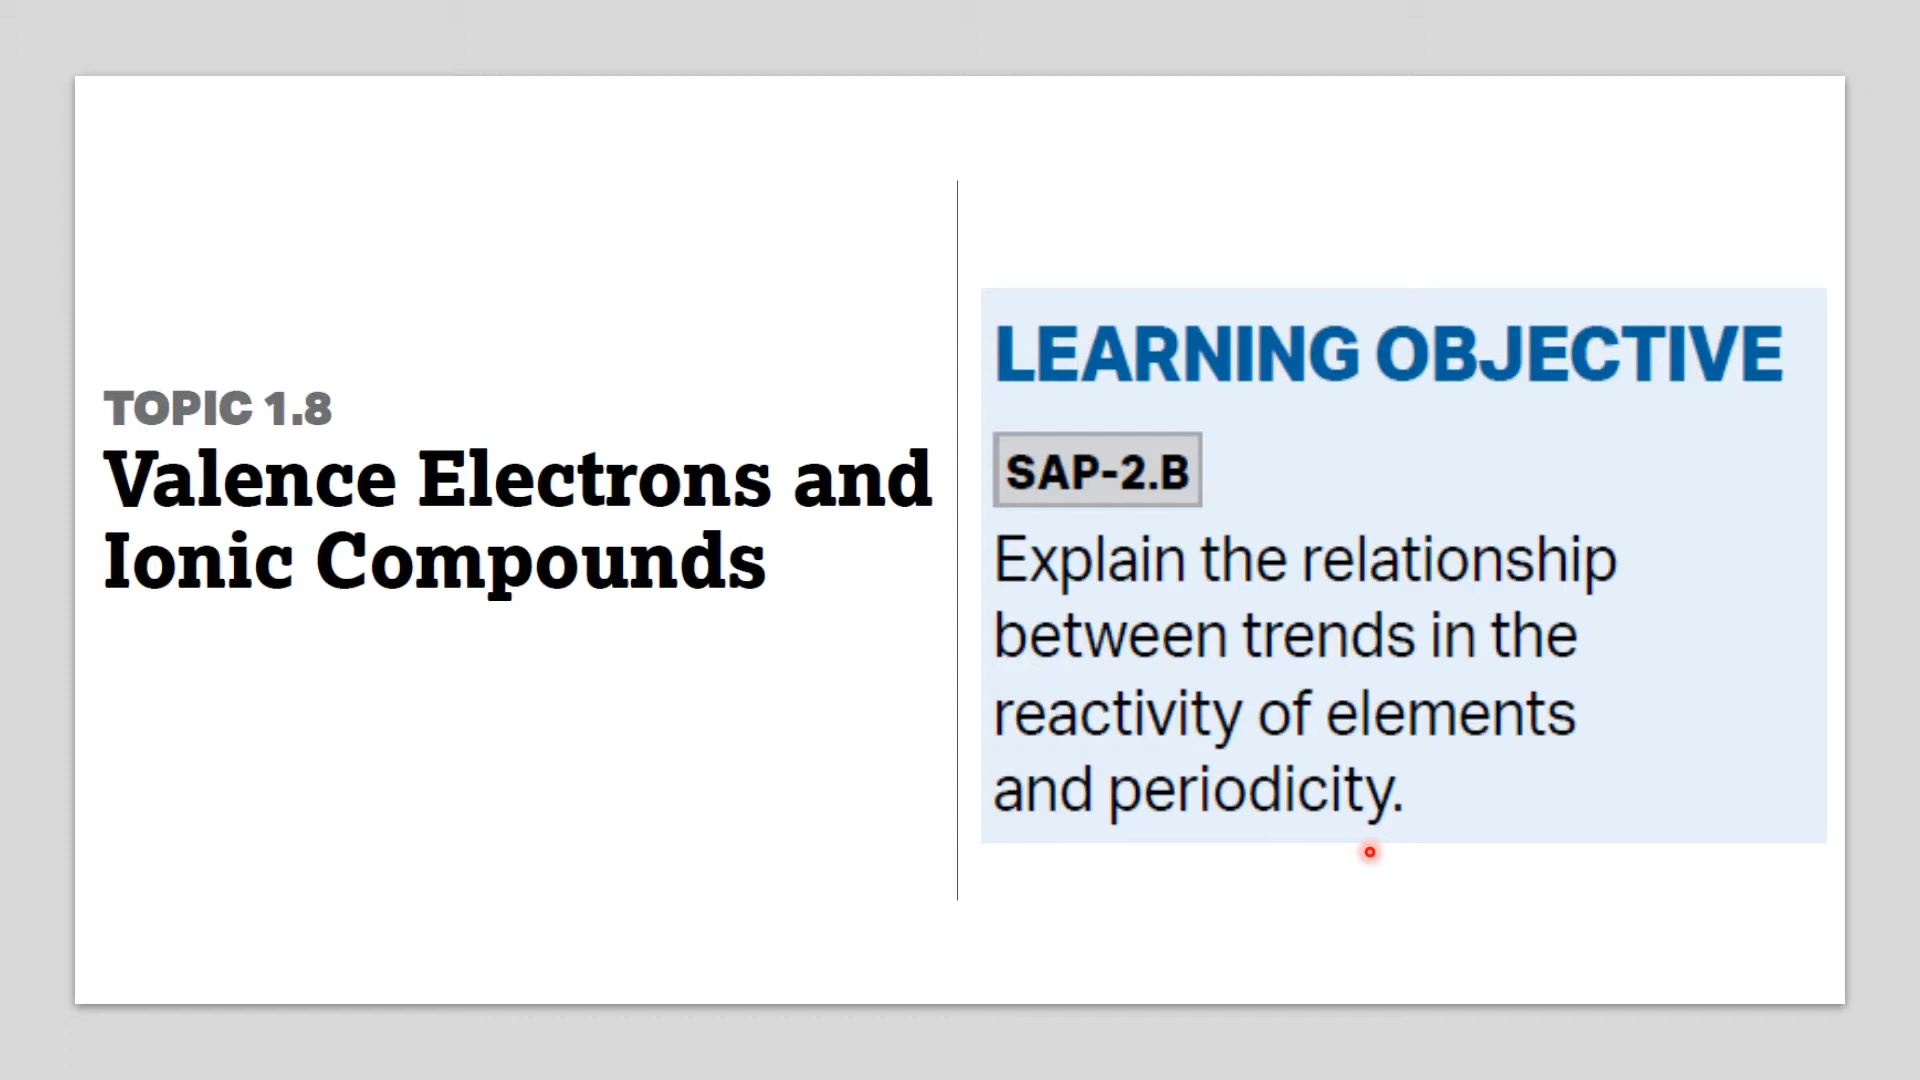 TOPIC 1.8
Valence Electrons and
Ionic Compounds
LEARNING OBJECTIVE
SAP-2.B
Explain the relationship
between trends in the
reactivity of elements
and periodicity.